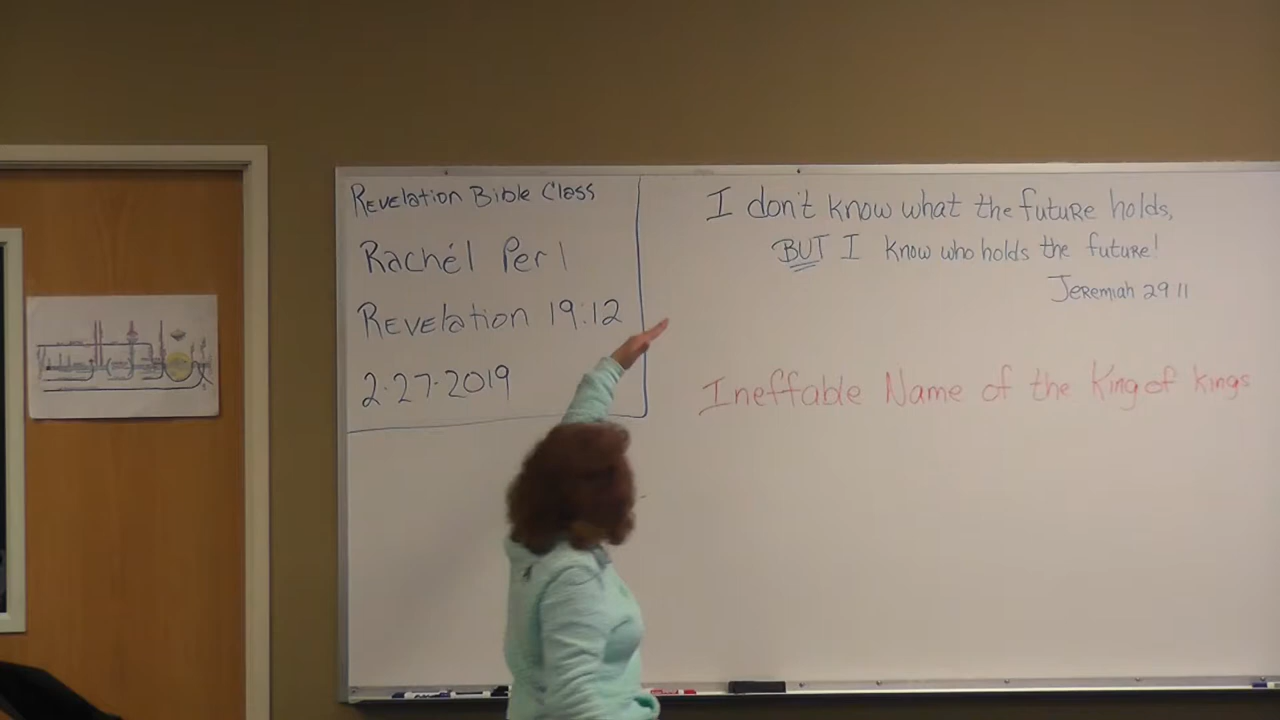 Revelation Bible Class
Rachél Perl
Revelation 19:12
2.27.2019
I don't know what the future holds,
BUT I know who holds the future!
Jeremiah 29 11
Ineffable Name of the King of kings